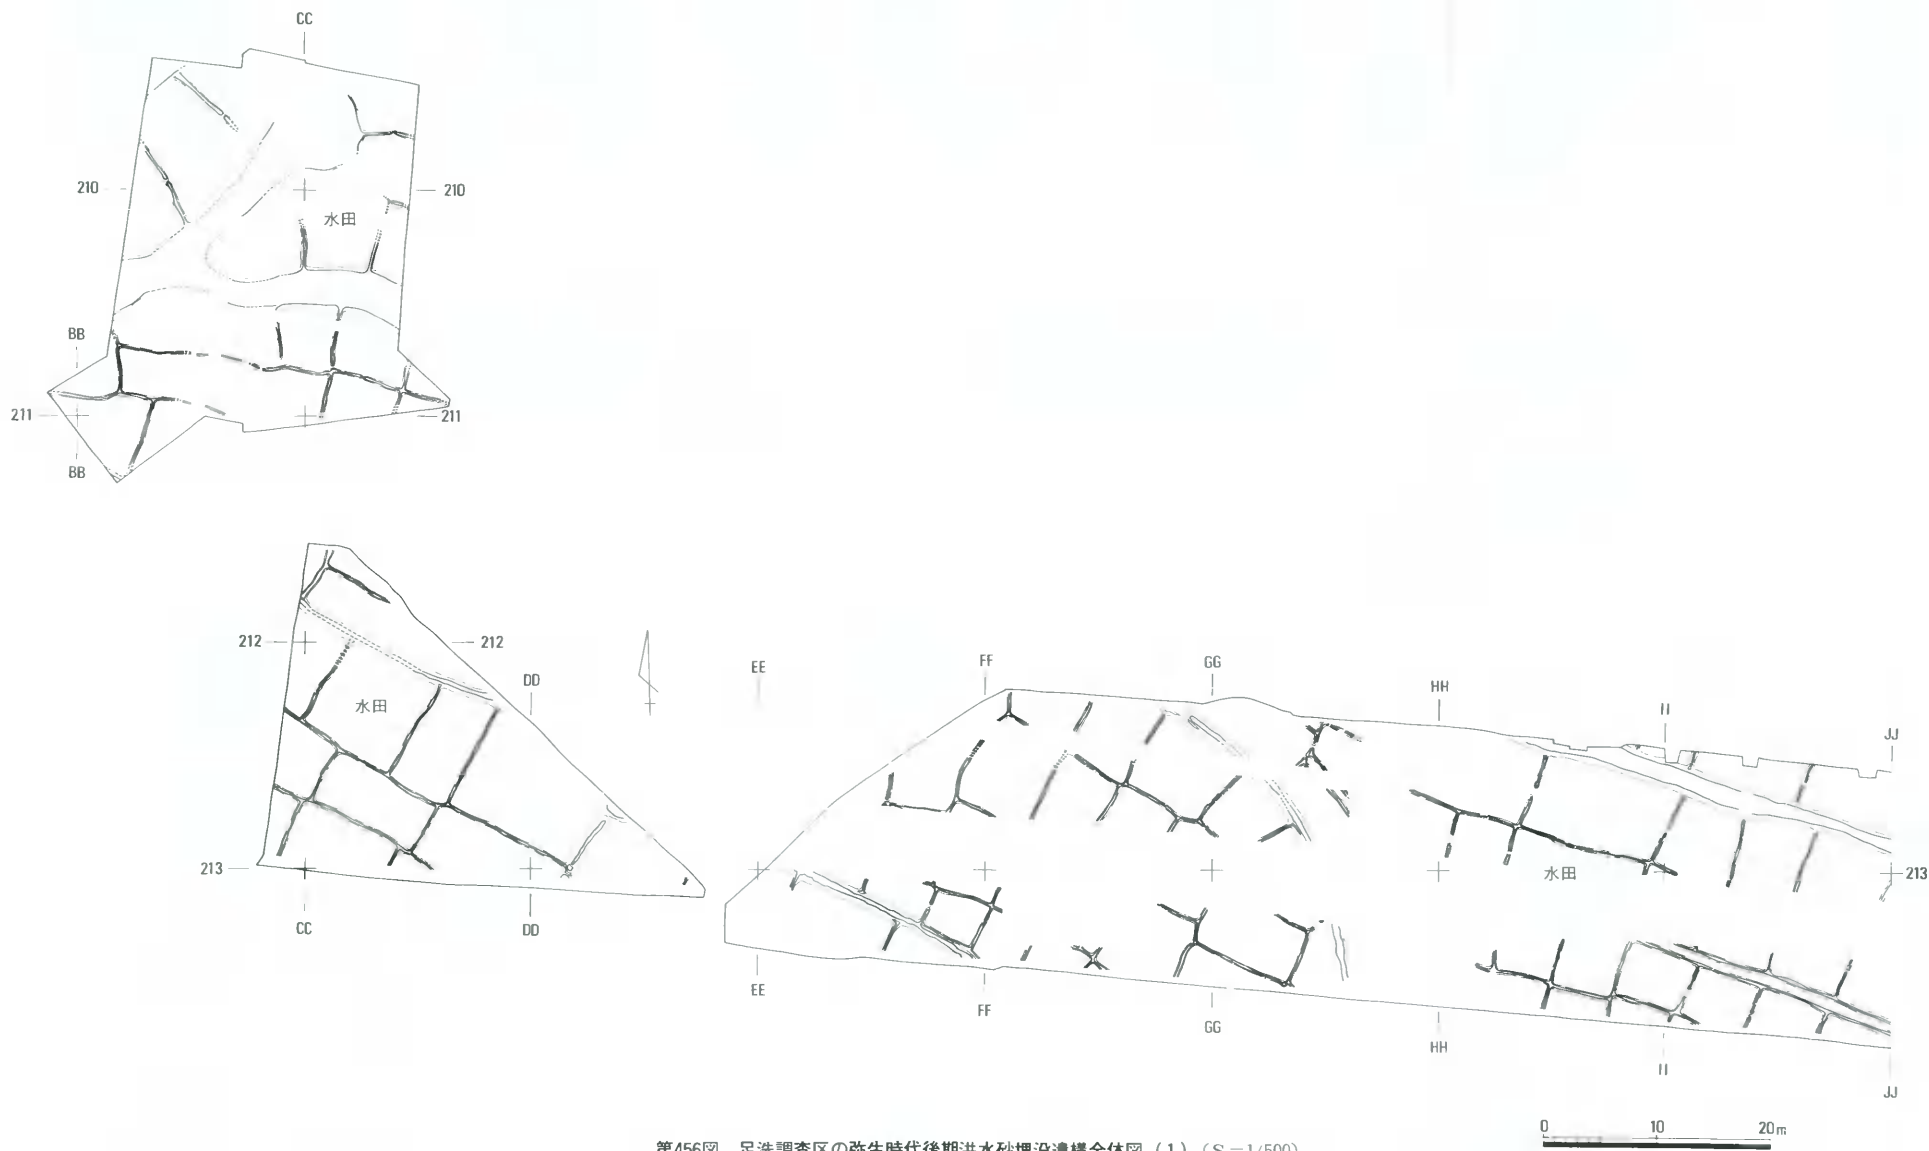 CC
210
210
水田
BB
211
211
BB
212
212
DD
水田
213
CC
DD
EE
FF
GG
HH
II
JJ
水田
213
EE
FF
GG
HH
II
JJ
0 10 20m
第456図 足洗調査区の弥生時代後期洪水砂埋没遺構全体図(1)(S=1/500)